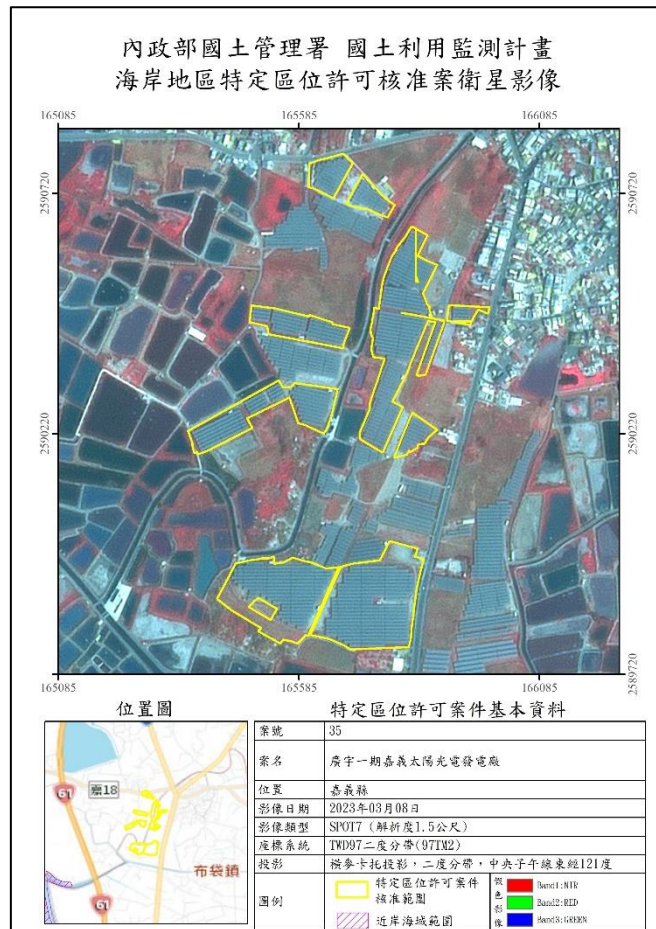 內政部國土管理署 國土利用監測計畫
海岸地區特定區位許可核准案衛星影像
165085 165585 166085
2590720 2590720
2590220 2590220
2589720
165085 165585 166085
位置圖
61
鄉18
布袋鎮
61
特定區位許可案件基本資料
案號 35
案名 廣宇一期嘉義太陽光電發電廠
位置 嘉義縣
影像日期 2023年03月08日
影像類型 SPOT7 (解析度1.5公尺)
座標系統 TWD97二度分帶(97TM2)
投影 橫麥卡托投影,二度分帶,中央子午線東經121度
圖例
特定區位許可案件
核准範圍
近岸海域範圍
假色影像
Band1:NIR
Band2:RED
Band3:GREEN